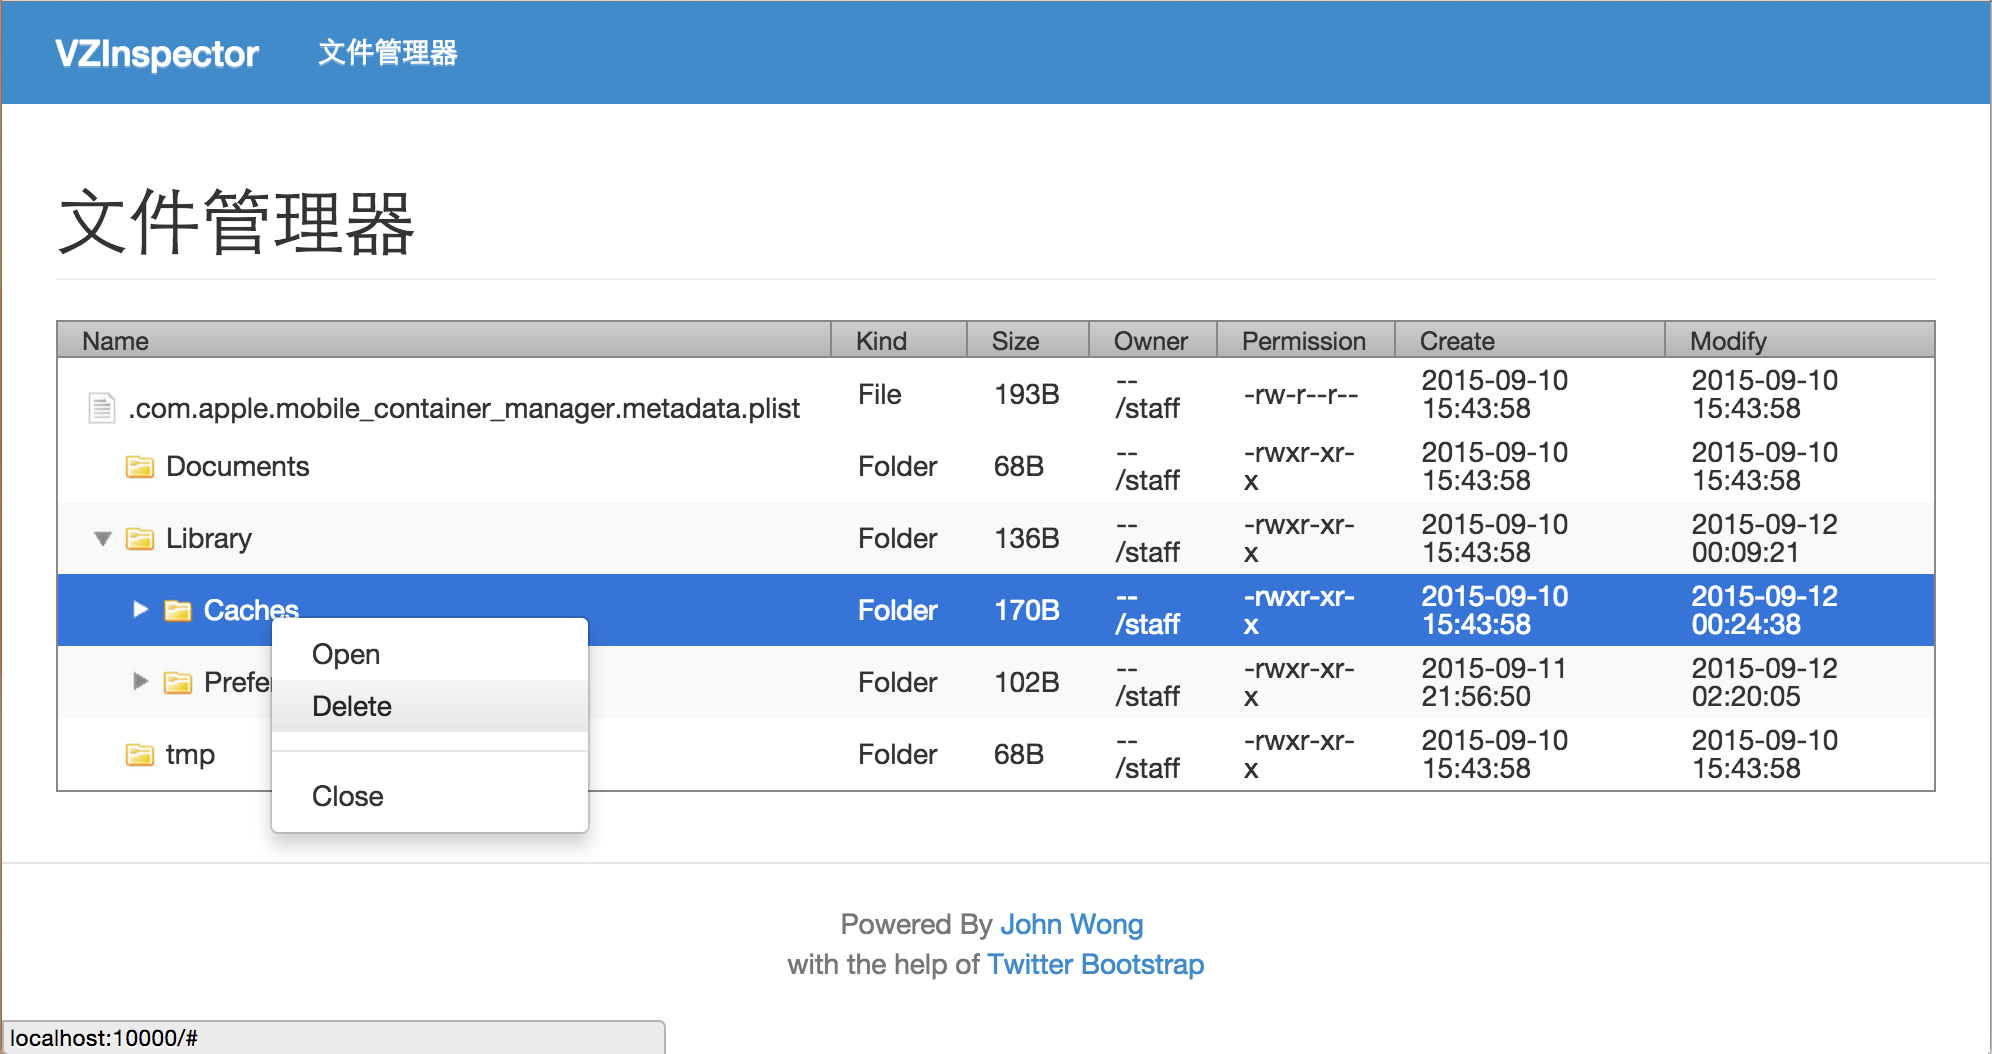 VZInspector 文件管理器
文件管理器
Name Kind Size Owner Permission Create Modify
.com.apple.mobile_container_manager.metadata.plist File 193B -- /staff -rw-r--r-- 2015-09-10 15:43:58 2015-09-10 15:43:58
Documents Folder 68B -- /staff -rwxr-xr-x 2015-09-10 15:43:58 2015-09-10 15:43:58
Library Folder 136B -- /staff -rwxr-xr-x 2015-09-10 15:43:58 2015-09-12 00:09:21
Caches Folder 170B -- /staff -rwxr-xr-x 2015-09-10 15:43:58 2015-09-12 00:24:38
Folder 102B -- /staff -rwxr-xr-x 2015-09-11 21:56:50 2015-09-12 02:20:05
tmp Folder 68B -- /staff -rwxr-xr-x 2015-09-10 15:43:58 2015-09-10 15:43:58
Open
Delete
Close
Powered By John Wong
with the help of Twitter Bootstrap
localhost:10000/#